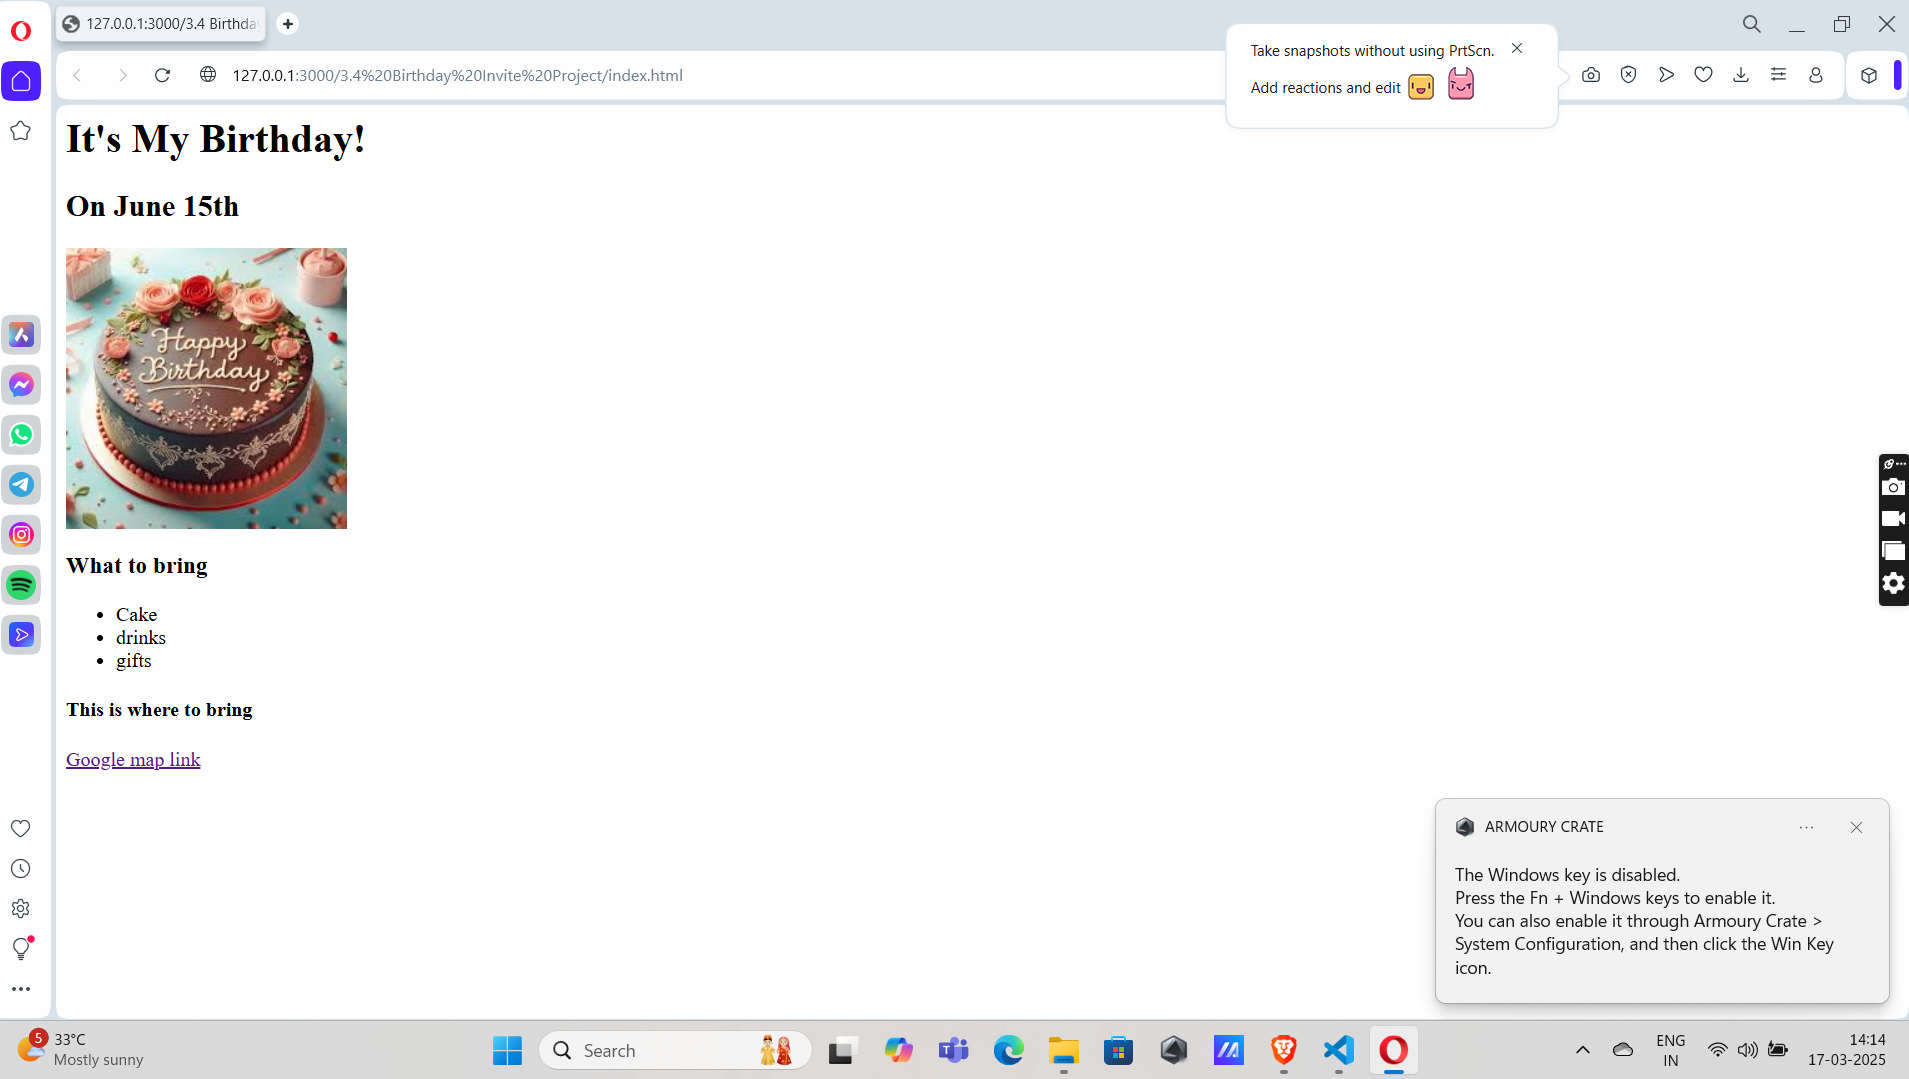 127.0.0.1:3000/3.4 Birthda
127.0.0.1:3000/3.4%20Birthday%20Invite%20Project/index.html
Take snapshots without using PrtScn.
Add reactions and edit
It's My Birthday!
On June 15th
Happy
Birthday
What to bring
Cake
drinks
gifts
This is where to bring
Google map link
ARMOURY CRATE
The Windows key is disabled.
Press the Fn + Windows keys to enable it.
You can also enable it through Armoury Crate >
System Configuration, and then click the Win Key
icon.
5
33°C
Mostly sunny
Search
ENG
IN
14:14
17-03-2025